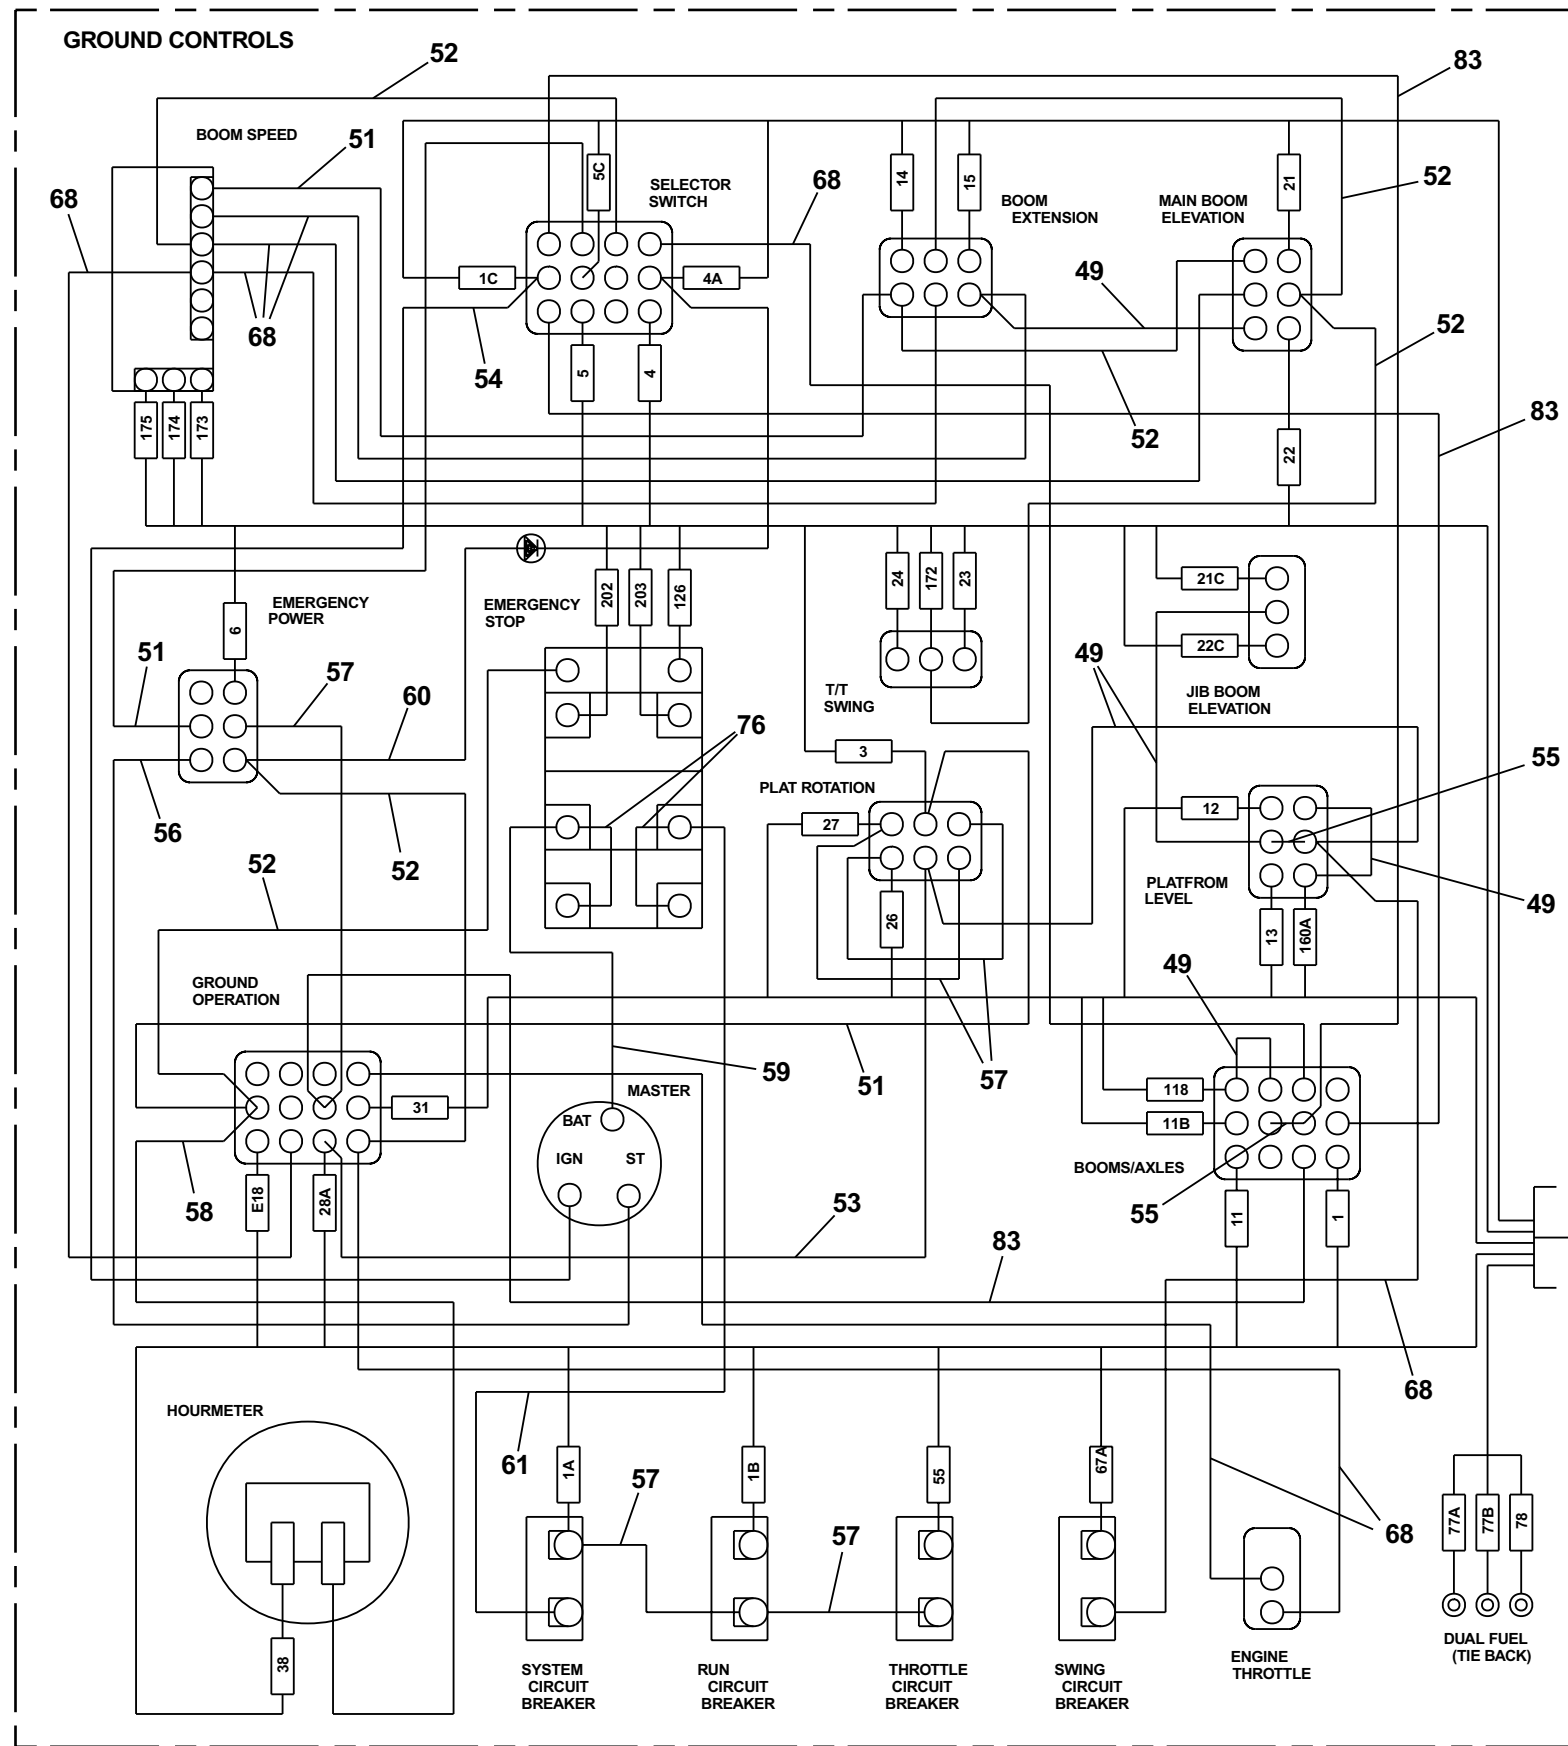 GROUND CONTROLS
52
83
BOOM SPEED
51
5C
14
15
21
SELECTOR
SWITCH
68
BOOM
EXTENSION
MAIN BOOM
ELEVATION
52
68
1C
4A
49
68
54
5
4
52
52
83
175
174
173
22
24
172
23
21C
202
203
126
EMERGENCY
POWER
EMERGENCY
STOP
6
22C
51
57
60
49
T/T
SWING
JIB BOOM
ELEVATION
76
3
55
PLAT ROTATION
56
27
12
52
52
PLATFROM
LEVEL
49
26
13
160A
49
GROUND
OPERATION
59
51
57
MASTER
118
31
BAT
11B
IGN
ST
BOOMS/AXLES
58
E18
28A
53
55
11
1
83
68
HOURMETER
61
1A
57
1B
55
67A
57
68
77A
77B
78
38
SYSTEM
CIRCUIT
BREAKER
RUN
CIRCUIT
BREAKER
THROTTLE
CIRCUIT
BREAKER
SWING
CIRCUIT
BREAKER
ENGINE
THROTTLE
DUAL FUEL
(TIE BACK)